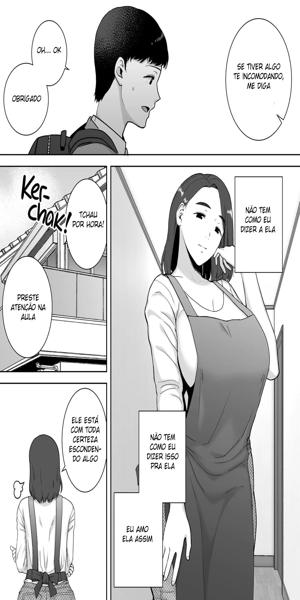 SE TIVER ALGO
TE INCOMODANDO,
ME DIGA
OH... OK
OBRIGADO
NÃO TEM
COMO EU
DIZER A ELA
NÃO TEM
COMO EU
DIZER ISSO
PRA ELA
EU AMO
ELA ASSIM
KER-
CHAK!
TCHAU
POR HORA!
PRESTE
ATENÇÃO NA
AULA
ELE ESTÁ
COM TODA
CERTEZA
ESCONDEN-
DO ALGO